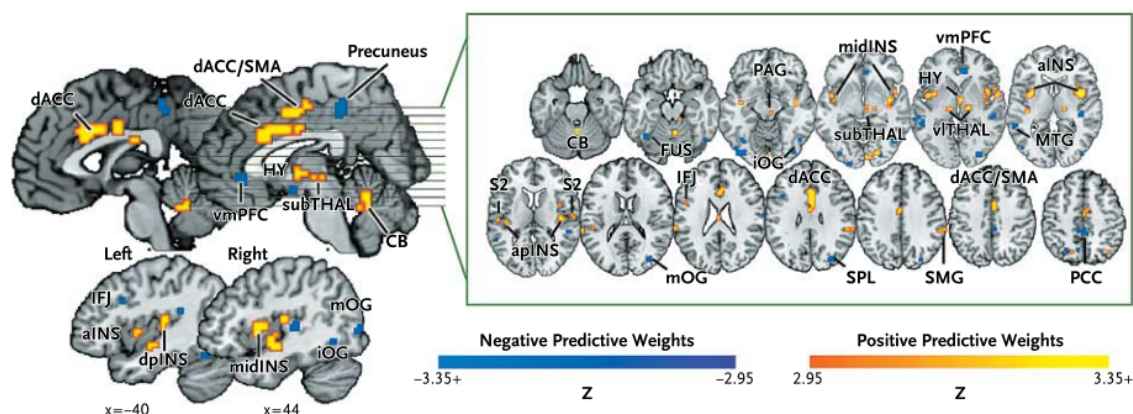 Precuneus
dACC/SMA
dACC
dACC
HY
vmPFC
subTHAL
CB
Left
Right
IFJ
aINS
dpINS
midINS
mOG
iOG
x=-40
x=44
PAG
midINS
vmPFC
HY
aINS
CB
FUS
iOG
subTHAL
vlTHAL
MTG
S2
S2
IFJ
dACC
dACC/SMA
apINS
mOG
SPL
SMG
PCC
Negative Predictive Weights
−3.35+
−2.95
Z
Positive Predictive Weights
2.95
3.35+
Z